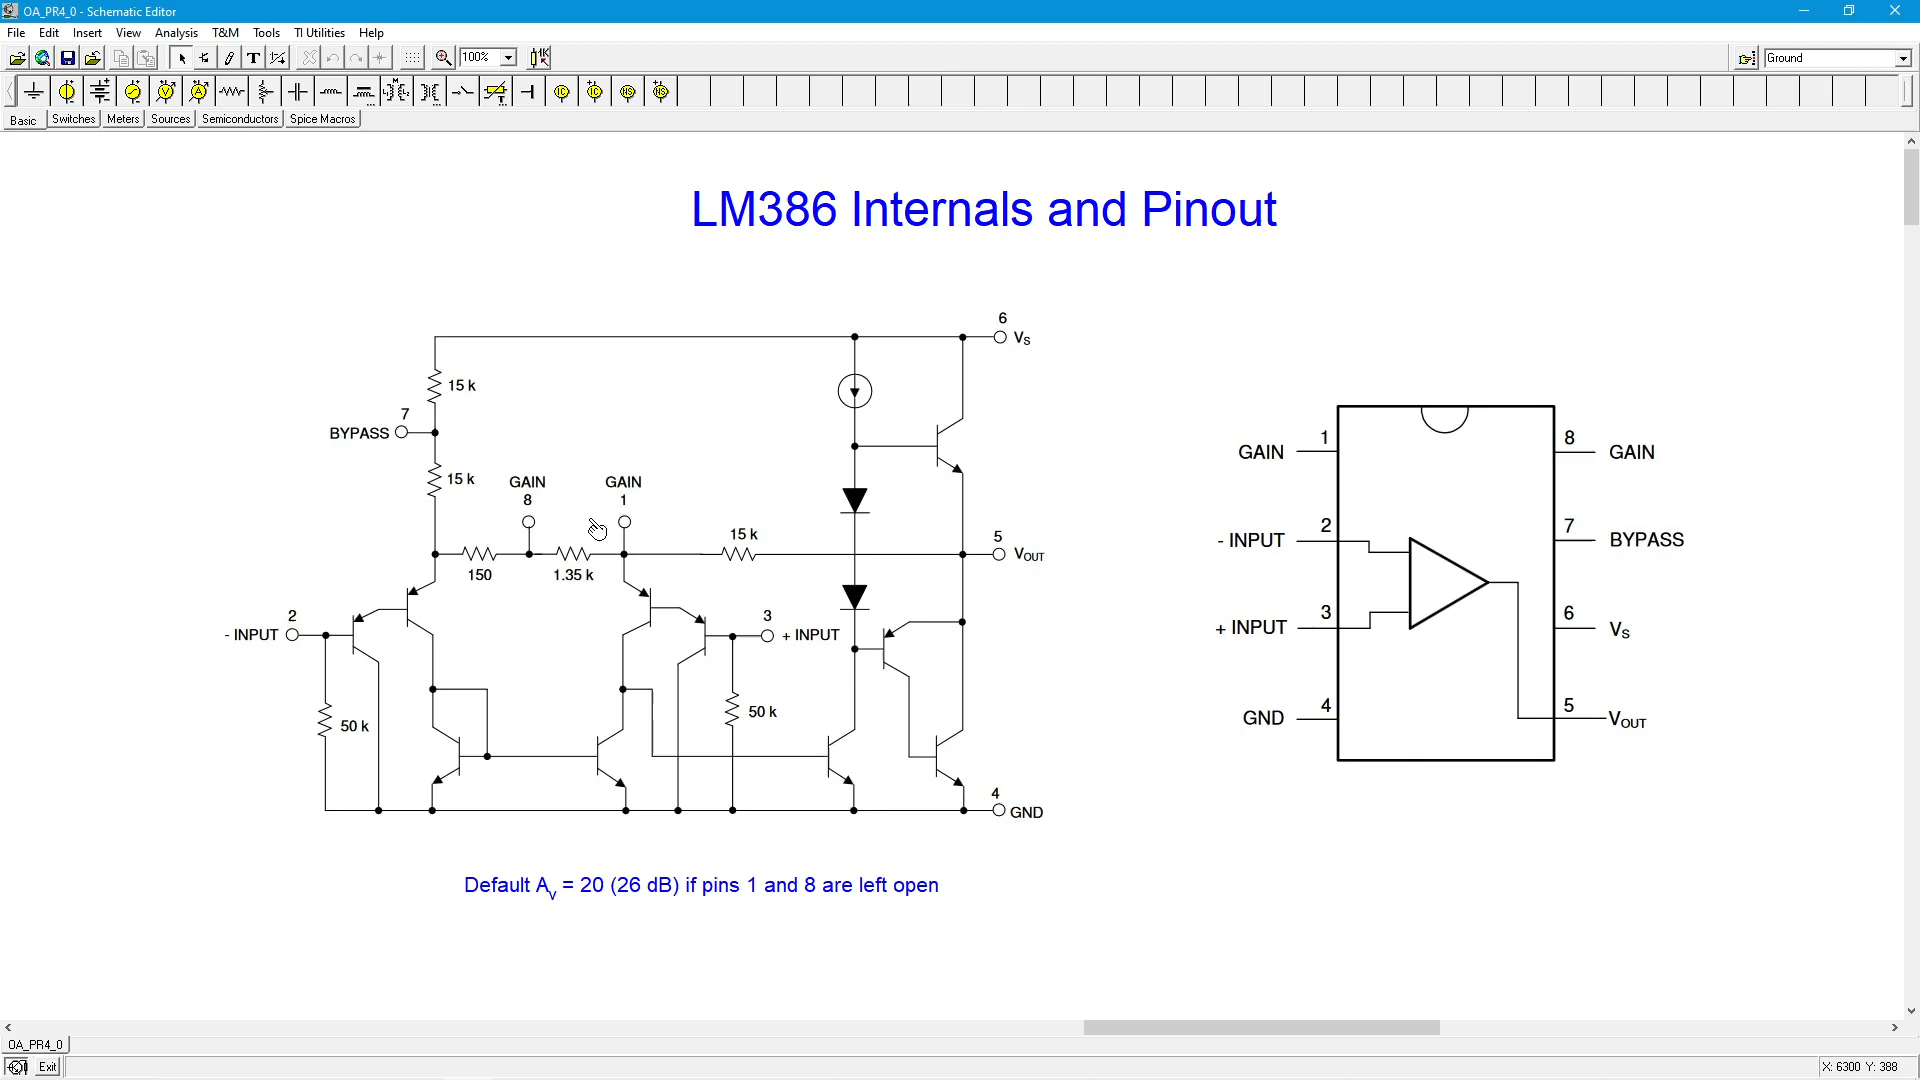 OA_PR4_0 - Schematic Editor
File Edit Insert View Analysis T&M Tools TI Utilities Help
100%
Ground
Basic Switches Meters Sources Semiconductors Spice Macros
LM386 Internals and Pinout
6
VS
15 k
7
BYPASS
15 k
GAIN
8
GAIN
1
15 k
5
VOUT
150
1.35 k
2
- INPUT
3
+ INPUT
50 k
50 k
4
GND
GAIN 1
8 GAIN
- INPUT 2
7 BYPASS
+ INPUT 3
6 VS
GND 4
5 VOUT
Default Av = 20 (26 dB) if pins 1 and 8 are left open
OA_PR4_0
Exit
X: 6300 Y: 388